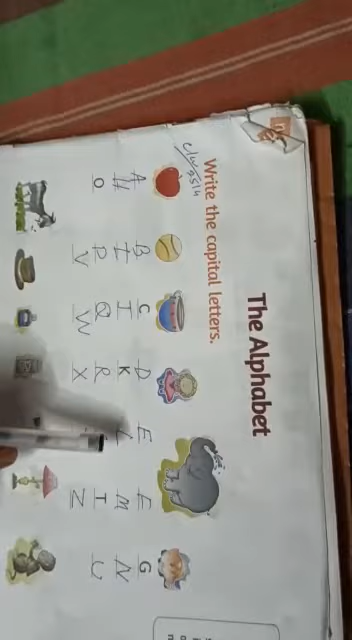 The Alphabet
Write the capital letters.
A B C D E F G
I K M N
O P Q R T U
V W X Z